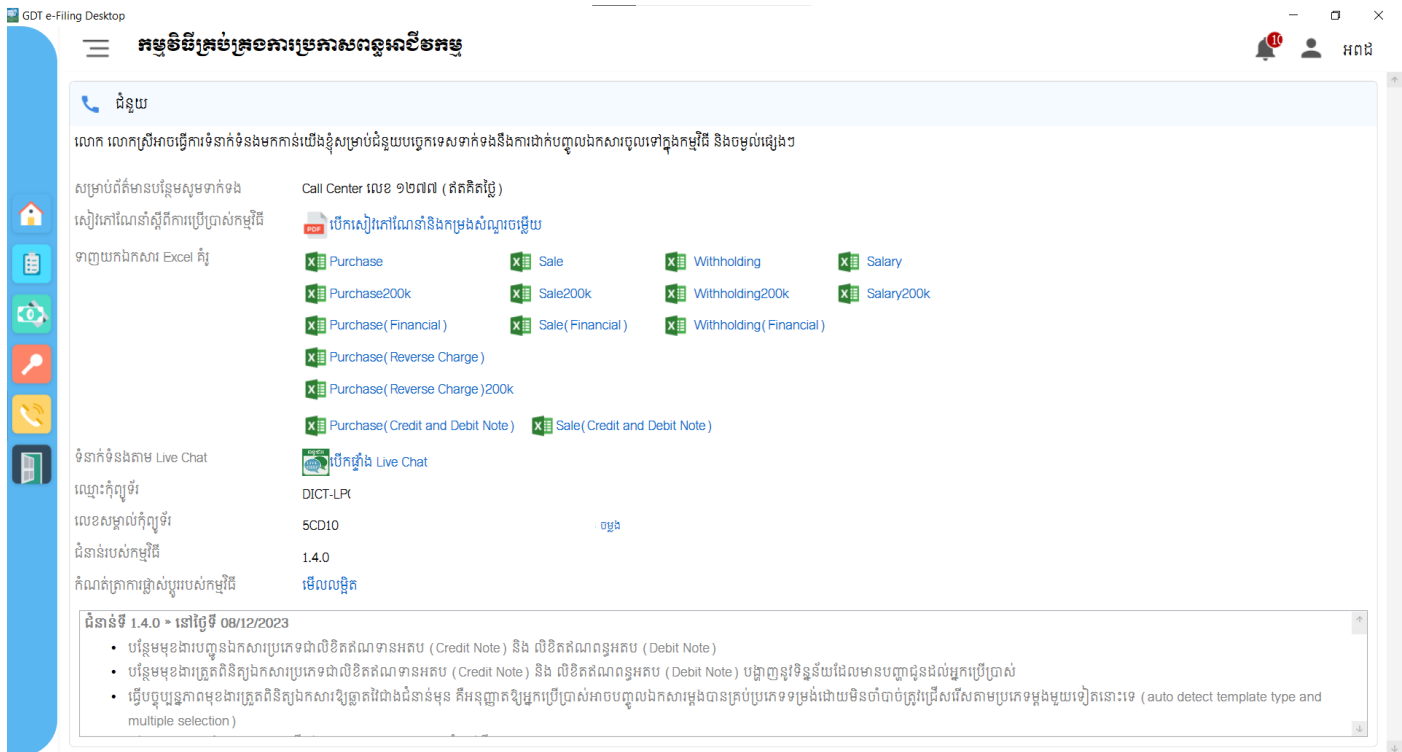 GDT e-Filing Desktop
កម្មវិធីគ្រប់គ្រងការប្រកាសពន្ធអាជីវកម្ម
10
អពដ
ជំនួយ
លោក លោកស្រីអាចធ្វើការទំនាក់ទំនងមកកាន់យើងខ្ញុំសម្រាប់ជំនួយបច្ចេកទេសទាក់ទងនឹងការដាក់បញ្ចូលឯកសារចូលទៅក្នុងកម្មវិធី និងចម្ងល់ផ្សេងៗ
សម្រាប់ព័ត៌មានបន្ថែមសូមទាក់ទង Call Center លេខ ១២៧៧ (ឥតគិតថ្លៃ)
សៀវភៅណែនាំស្តីពីការប្រើប្រាស់កម្មវិធី PDF បើកសៀវភៅណែនាំនិងកម្រងសំណួរចម្លើយ
ទាញយកឯកសារ Excel គំរូ Purchase Sale Withholding Salary
Purchase200k Sale200k Withholding200k Salary200k
Purchase(Financial) Sale(Financial) Withholding(Financial)
Purchase(Reverse Charge)
Purchase(Reverse Charge)200k
Purchase(Credit and Debit Note) Sale(Credit and Debit Note)
ទំនាក់ទំនងតាម Live Chat បើកផ្ទាំង Live Chat
ឈ្មោះកុំព្យូទ័រ DICT-LP
លេខសម្គាល់កុំព្យូទ័រ 5CD10 ចម្លង
ជំនាន់របស់កម្មវិធី 1.4.0
កំណត់ត្រាការផ្លាស់ប្តូររបស់កម្មវិធី មើលលម្អិត
ជំនាន់ទី 1.4.0 » នៅថ្ងៃទី 08/12/2023
• បន្ថែមមុខងារបញ្ជូនឯកសារប្រភេទជាលិខិតឥណទានអតប (Credit Note) និង លិខិតឥណពន្ធអតប (Debit Note)
• បន្ថែមមុខងារត្រួតពិនិត្យឯកសារប្រភេទជាលិខិតឥណទានអតប (Credit Note) និង លិខិតឥណពន្ធអតប (Debit Note) បង្ហាញនូវទិន្នន័យដែលមានបញ្ហាជូនដល់អ្នកប្រើប្រាស់
• ធ្វើបច្ចុប្បន្នភាពមុខងារត្រួតពិនិត្យឯកសារឱ្យឆ្លាតវៃជាងជំនាន់មុន គឺអនុញ្ញាតឱ្យអ្នកប្រើប្រាស់អាចបញ្ចូលឯកសារម្តងបានគ្រប់ប្រភេទទម្រង់ដោយមិនចាំបាច់ត្រូវជ្រើសរើសតាមប្រភេទម្តងមួយទៀតនោះទេ (auto detect template type and
multiple selection)